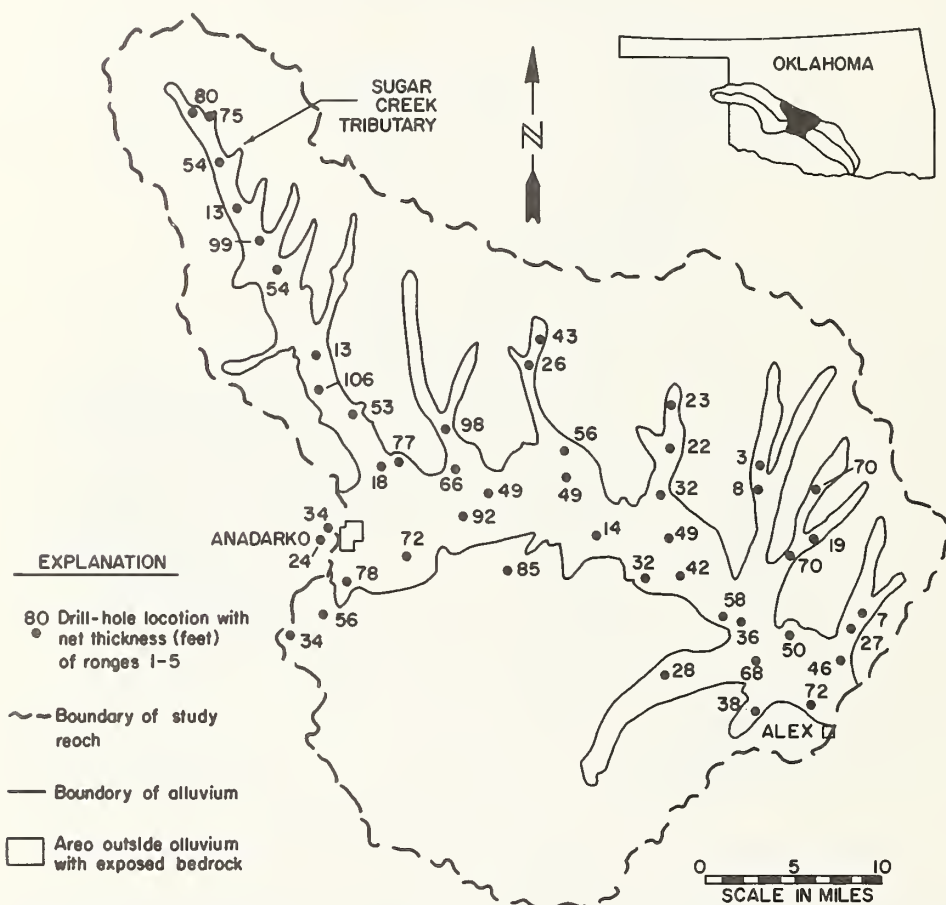 OKLAHOMA
SUGAR
CREEK
TRIBUTARY
N
80
75
54
13
99
54
13
106
53
18
77
98
66
49
92
43
26
56
49
23
22
32
3
8
70
19
70
14
49
32
42
34
ANADARKO
24
72
78
85
56
34
58
36
50
7
27
46
68
28
38
72
ALEX
EXPLANATION
80 Drill-hole locotion with
net thickness (feet)
of ronges 1-5
Boundary of study
reoch
Boundory of olluvium
Areo outside olluvium
with exposed bedrock
0 5 10
SCALE IN MILES